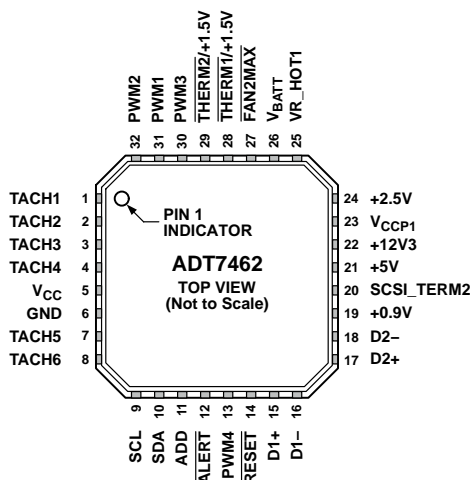 PWM2
PWM1
PWM3
THERM2/+1.5V
THERM1/+1.5V
FAN2MAX
VBATT
VR_HOT1
32 31 30 29 28 27 26 25
TACH1 1
TACH2 2
TACH3 3
TACH4 4
VCC 5
GND 6
TACH5 7
TACH6 8
PIN 1
INDICATOR
ADT7462
TOP VIEW
(Not to Scale)
24 +2.5V
23 VCCP1
22 +12V3
21 +5V
20 SCSI_TERM2
19 +0.9V
18 D2–
17 D2+
9 10 11 12 13 14 15 16
SCL
SDA
ADD
ALERT
PWM4
RESET
D1+
D1–